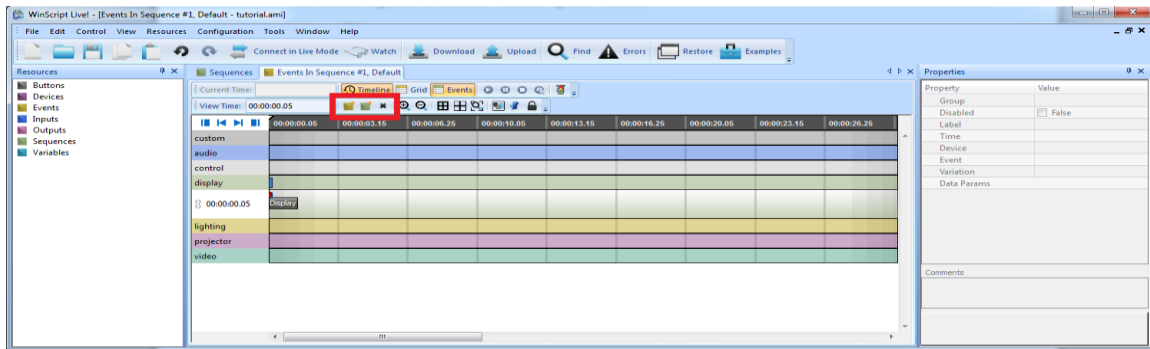 WinScript Live! - [Events In Sequence #1, Default - tutorial.ami]
File Edit Control View Resources Configuration Tools Window Help
Connect in Live Mode Watch Download Upload Find Errors Restore Examples
Resources
Buttons
Devices
Events
Inputs
Outputs
Sequences
Variables
Sequences Events In Sequence #1, Default
Current Time: Timeline Grid Events
View Time: 00:00:00.05
00:00:00.05 00:00:03.15 00:00:06.25 00:00:10.05 00:00:13.15 00:00:16.25 00:00:20.05 00:00:23.15 00:00:26.25
custom
audio
control
display
00:00:00.05 Display
lighting
projector
video
Properties
Property Value
Group
Disabled False
Label
Time
Device
Event
Variation
Data Params
Comments